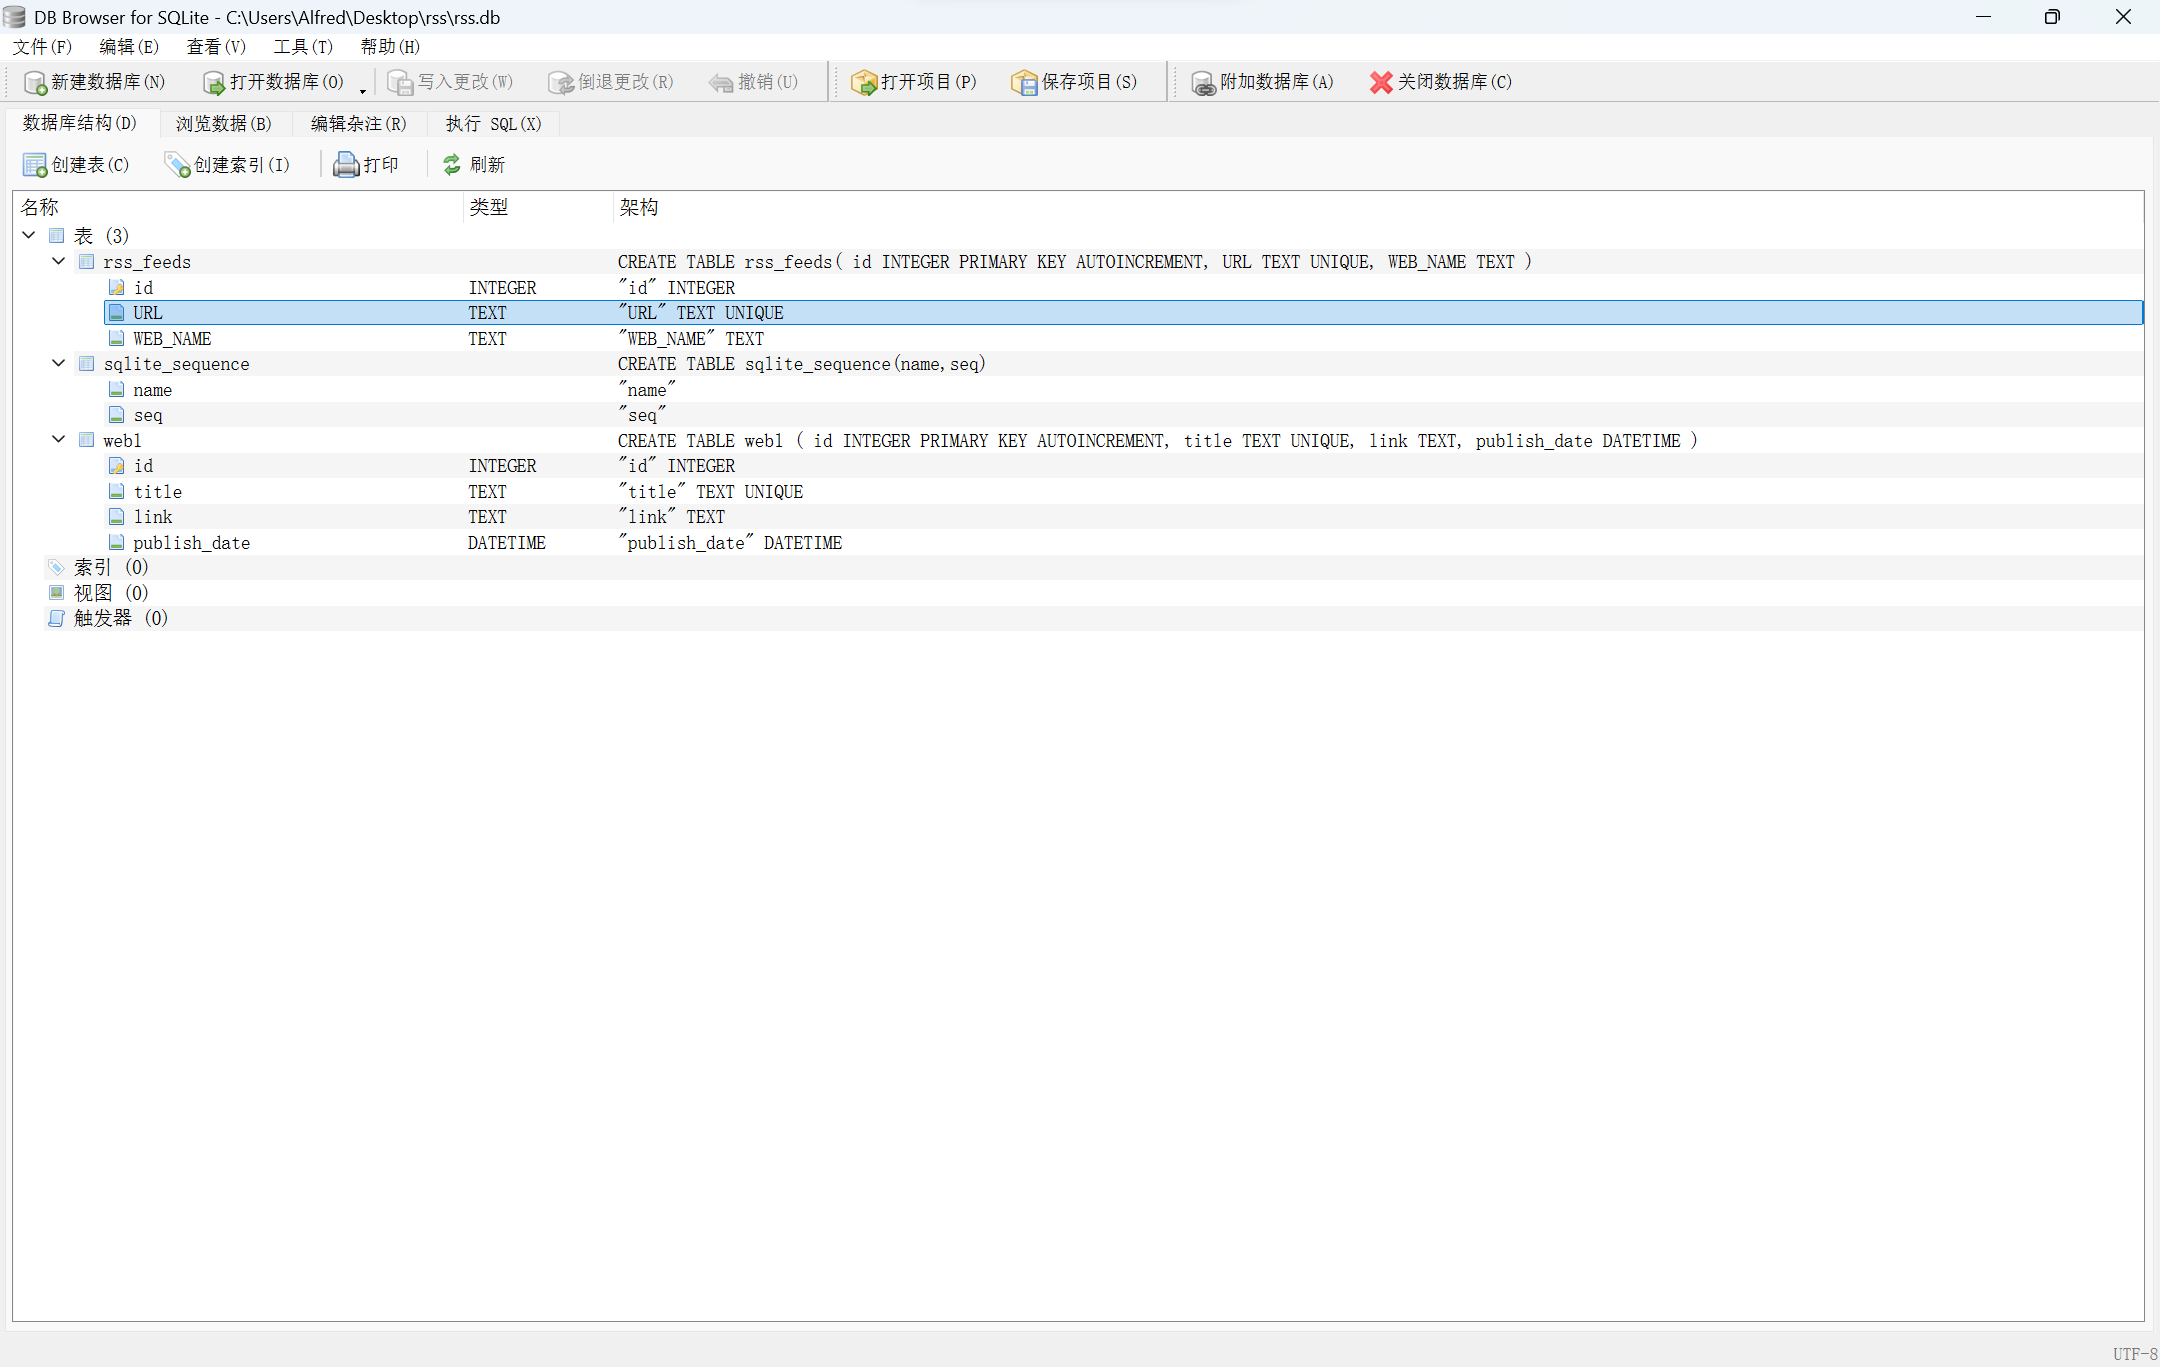 DB Browser for SQLite - C:\Users\Alfred\Desktop\rss\rss.db
文件(F) 编辑(E) 查看(V) 工具(T) 帮助(H)
新建数据库(N) 打开数据库(O) 写入更改(W) 倒退更改(R) 撤销(U) 打开项目(P) 保存项目(S) 附加数据库(A) 关闭数据库(C)
数据库结构(D) 浏览数据(B) 编辑杂注(R) 执行 SQL(X)
创建表(C) 创建索引(I) 打印 刷新
名称 类型 架构
表 (3)
rss_feeds CREATE TABLE rss_feeds( id INTEGER PRIMARY KEY AUTOINCREMENT, URL TEXT UNIQUE, WEB_NAME TEXT )
id INTEGER "id" INTEGER
URL TEXT "URL" TEXT UNIQUE
WEB_NAME TEXT "WEB_NAME" TEXT
sqlite_sequence CREATE TABLE sqlite_sequence(name,seq)
name "name"
seq "seq"
web1 CREATE TABLE web1 ( id INTEGER PRIMARY KEY AUTOINCREMENT, title TEXT UNIQUE, link TEXT, publish_date DATETIME )
id INTEGER "id" INTEGER
title TEXT "title" TEXT UNIQUE
link TEXT "link" TEXT
publish_date DATETIME "publish_date" DATETIME
索引 (0)
视图 (0)
触发器 (0)
UTF-8